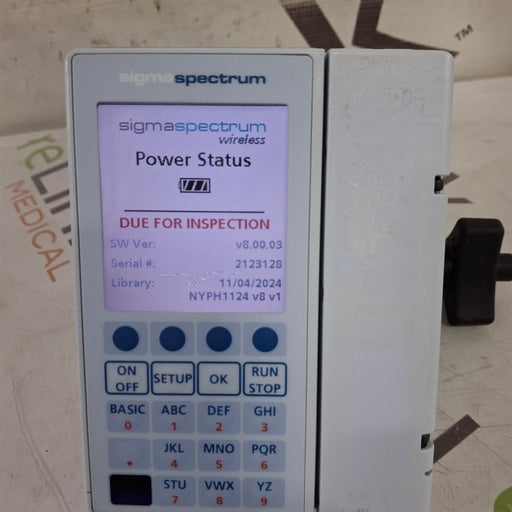 sigmaspectrum
sigmaspectrum
wireless
Power Status
DUE FOR INSPECTION
SW Ver: v8.00.03
Serial #: 2123128
Library: 11/04/2024
NYPH1124 v8 v1
ON OFF
SETUP
OK
RUN STOP
BASIC 0
ABC 1
DEF 2
GHI 3
.
JKL 4
MNO 5
PQR 6
STU 7
VWX 8
YZ 9
MEDICAL
TM